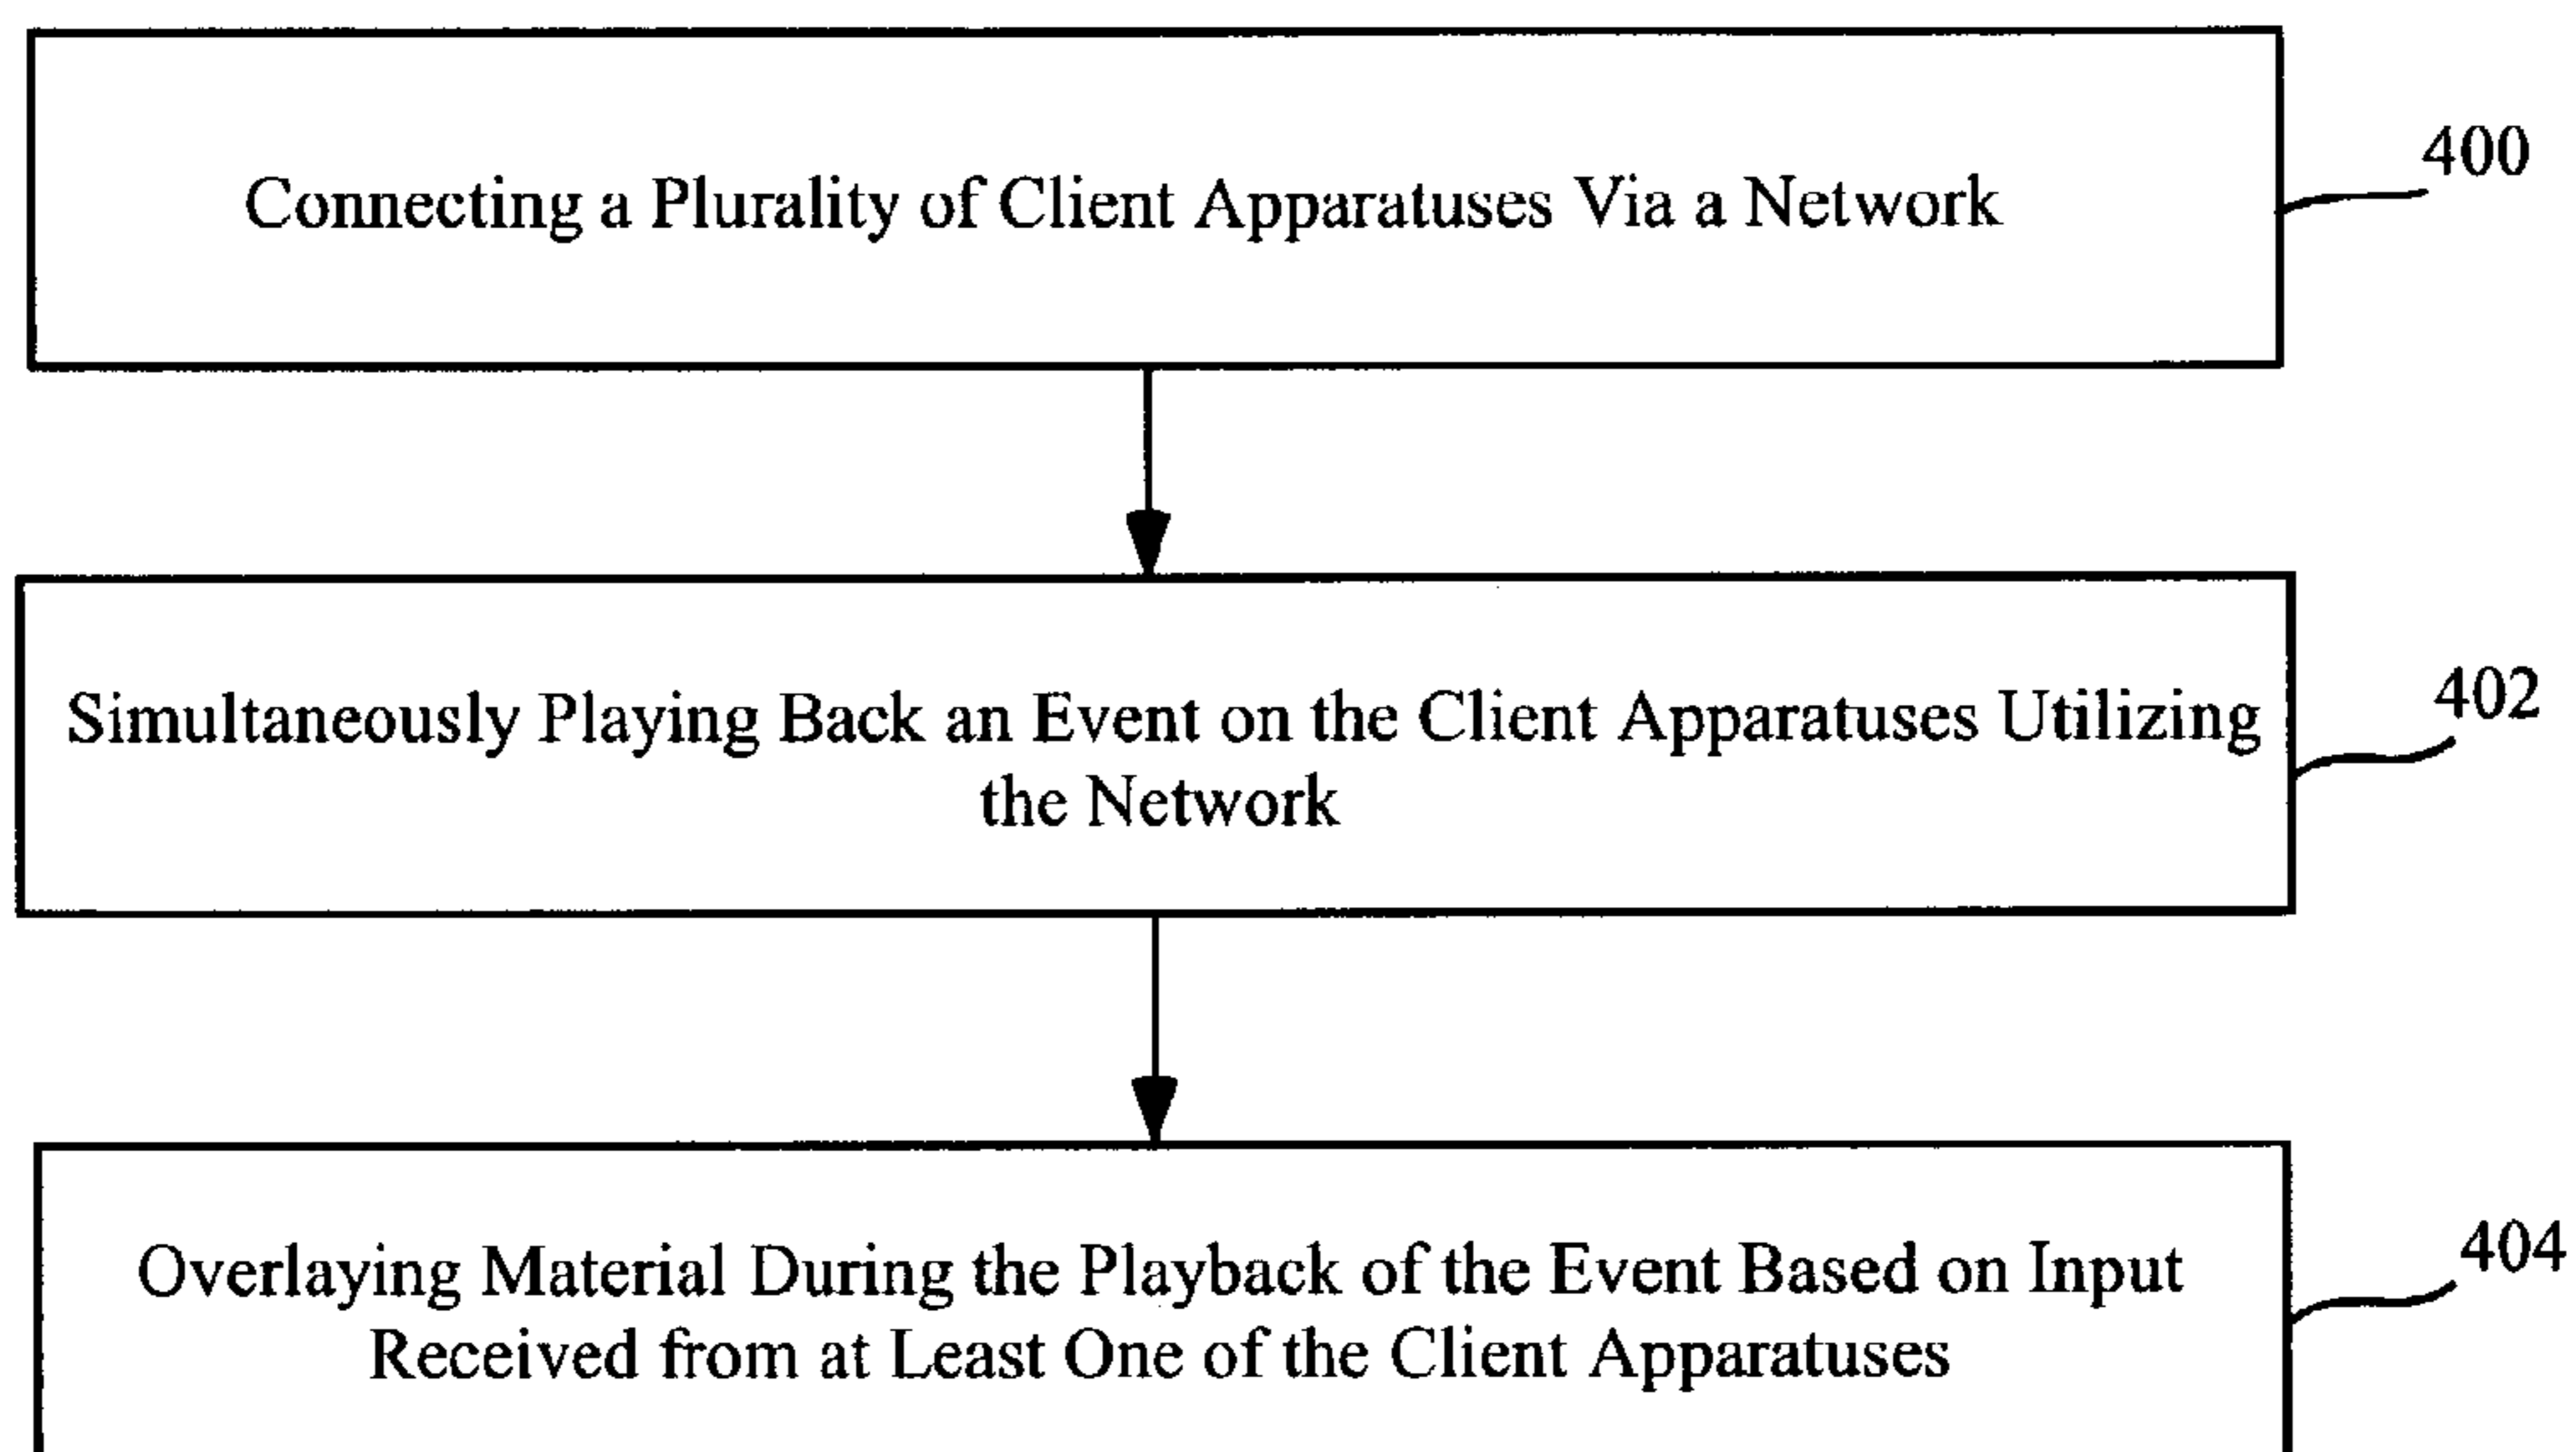 Connecting a Plurality of Client Apparatuses Via a Network
400
Simultaneously Playing Back an Event on the Client Apparatuses Utilizing
the Network
402
Overlaying Material During the Playback of the Event Based on Input
Received from at Least One of the Client Apparatuses
404